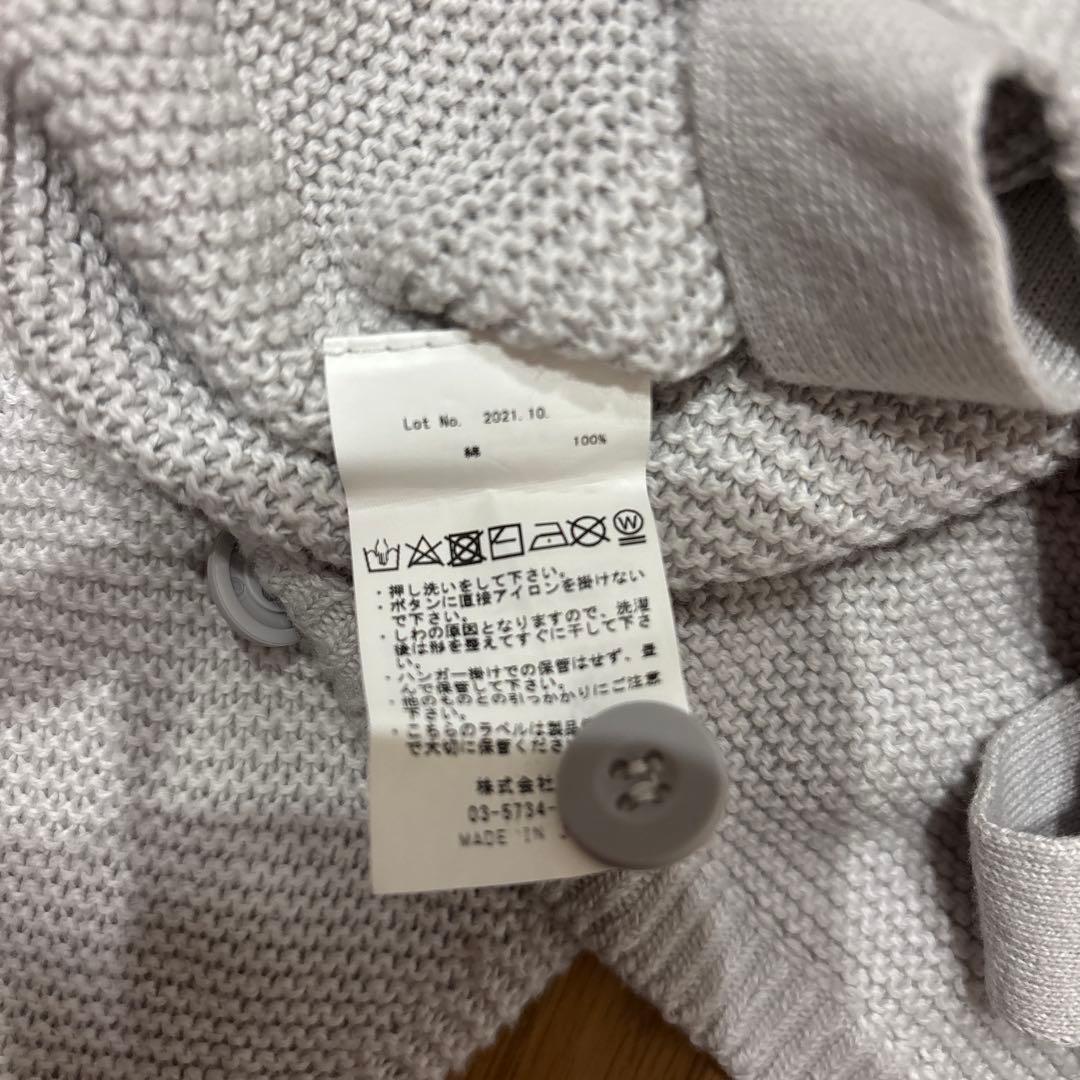 Lot No. 2021.10.
綿 100%
W
・押し洗いをして下さい。
・ボタンに直接アイロンを掛けない
で下さい。
・しわの原因となりますので、洗濯
後は形を整えてすぐに干して下さ
い。
・ハンガー掛けでの保管はせず、畳
んで保管して下さい。
・他のものとの引っかかりにご注意
下さい。
・こちらのラベルは製品
で大切に保管くださ
株式会社
03-5734-
MADE IN